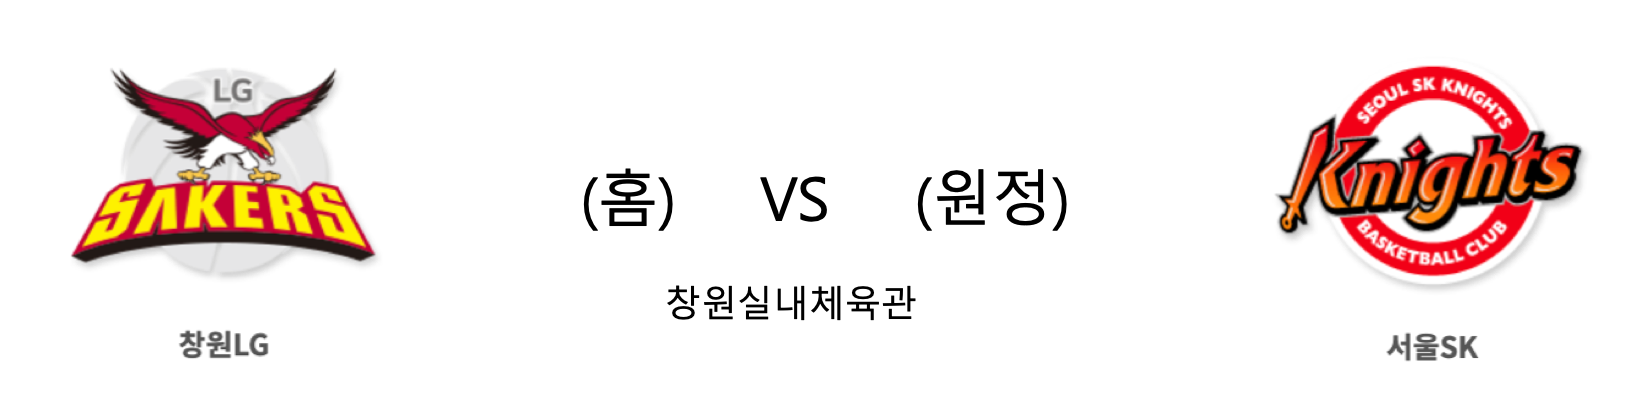 LG
SAKERS
창원LG
(홈) VS (원정)
창원실내체육관
SEOUL SK KNIGHTS
Knights
BASKETBALL CLUB
서울SK